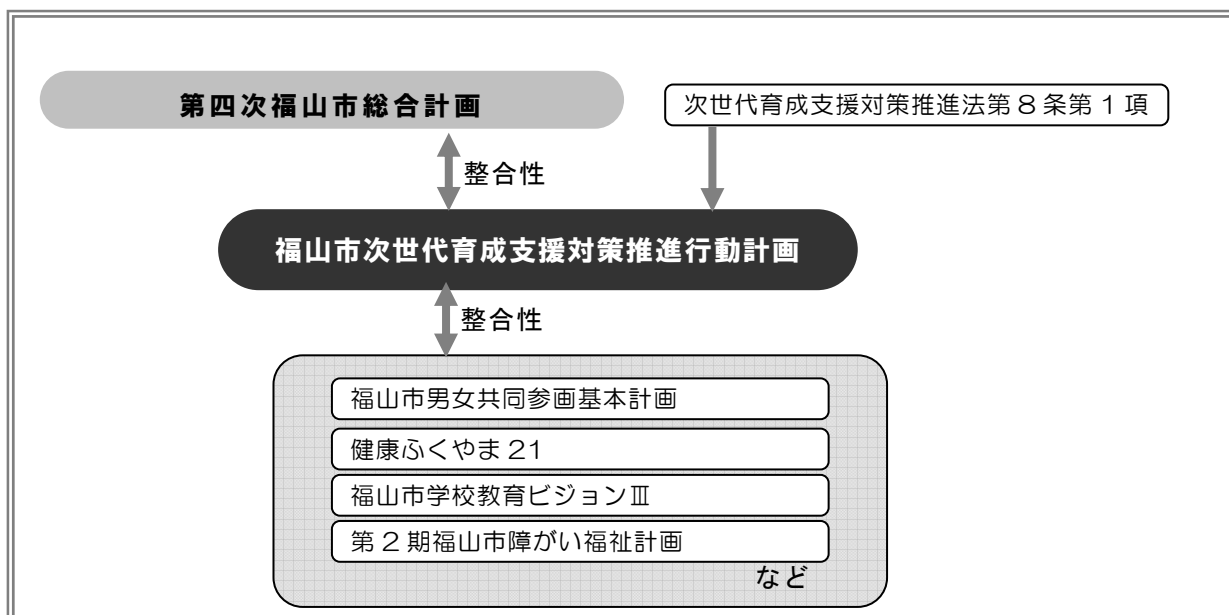 第四次福山市総合計画
次世代育成支援対策推進法第８条第１項
整合性
福山市次世代育成支援対策推進行動計画
整合性
福山市男女共同参画基本計画
健康ふくやま 21
福山市学校教育ビジョンⅢ
第２期福山市障がい福祉計画
など